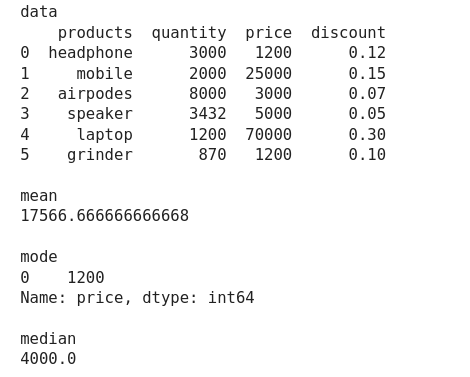 data
    products  quantity  price  discount
0  headphone      3000   1200      0.12
1     mobile      2000  25000      0.15
2   airpodes      8000   3000      0.07
3    speaker      3432   5000      0.05
4     laptop      1200  70000      0.30
5    grinder       870   1200      0.10

mean
17566.666666666668

mode
0    1200
Name: price, dtype: int64

median
4000.0